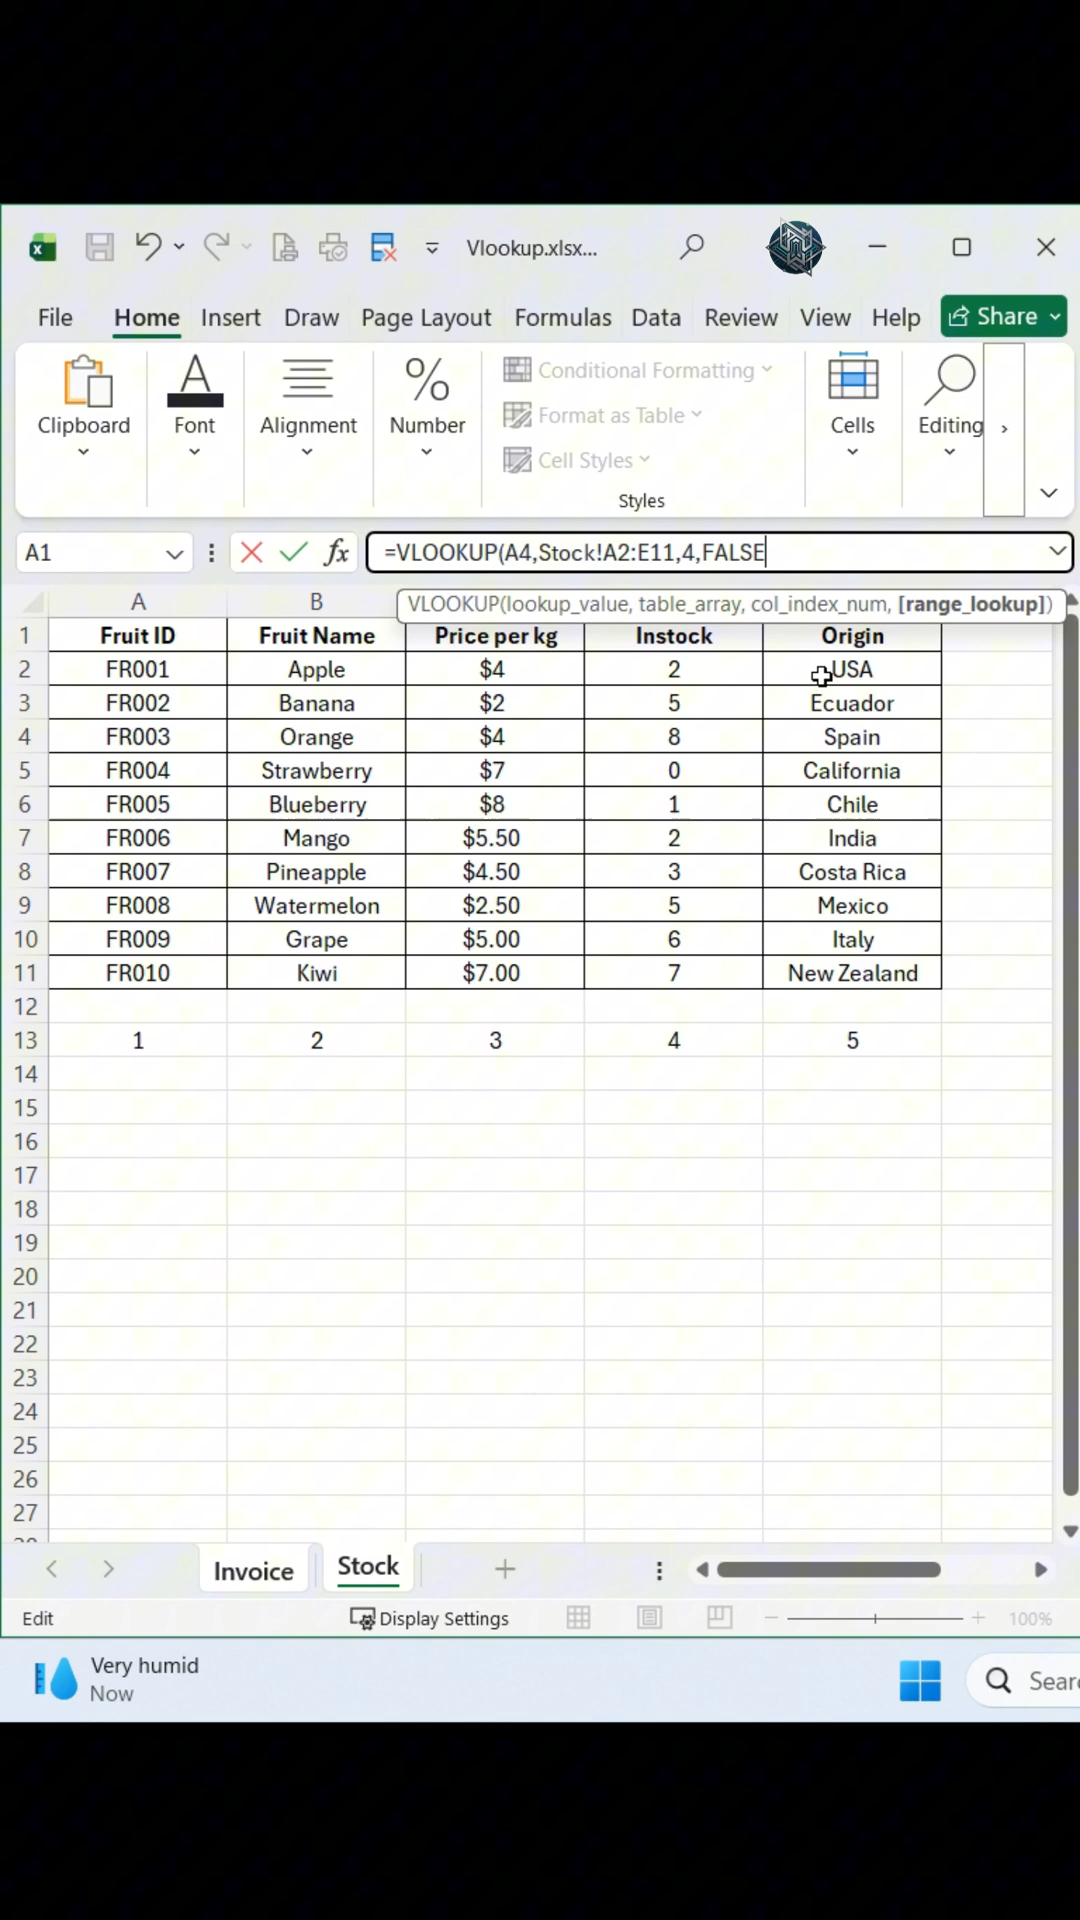 Vlookup.xlsx...
File Home Insert Draw Page Layout Formulas Data Review View Help Share
Clipboard Font Alignment Number Conditional Formatting Format as Table Cell Styles Styles Cells Editing
A1 fx =VLOOKUP(A4,Stock!A2:E11,4,FALSE
VLOOKUP(lookup_value, table_array, col_index_num, [range_lookup])
A B
1 Fruit ID Fruit Name Price per kg Instock Origin
2 FR001 Apple $4 2 USA
3 FR002 Banana $2 5 Ecuador
4 FR003 Orange $4 8 Spain
5 FR004 Strawberry $7 0 California
6 FR005 Blueberry $8 1 Chile
7 FR006 Mango $5.50 2 India
8 FR007 Pineapple $4.50 3 Costa Rica
9 FR008 Watermelon $2.50 5 Mexico
10 FR009 Grape $5.00 6 Italy
11 FR010 Kiwi $7.00 7 New Zealand
12
13 1 2 3 4 5
14
15
16
17
18
19
20
21
22
23
24
25
26
27
Invoice Stock
Edit Display Settings 100%
Very humid
Now
Sear